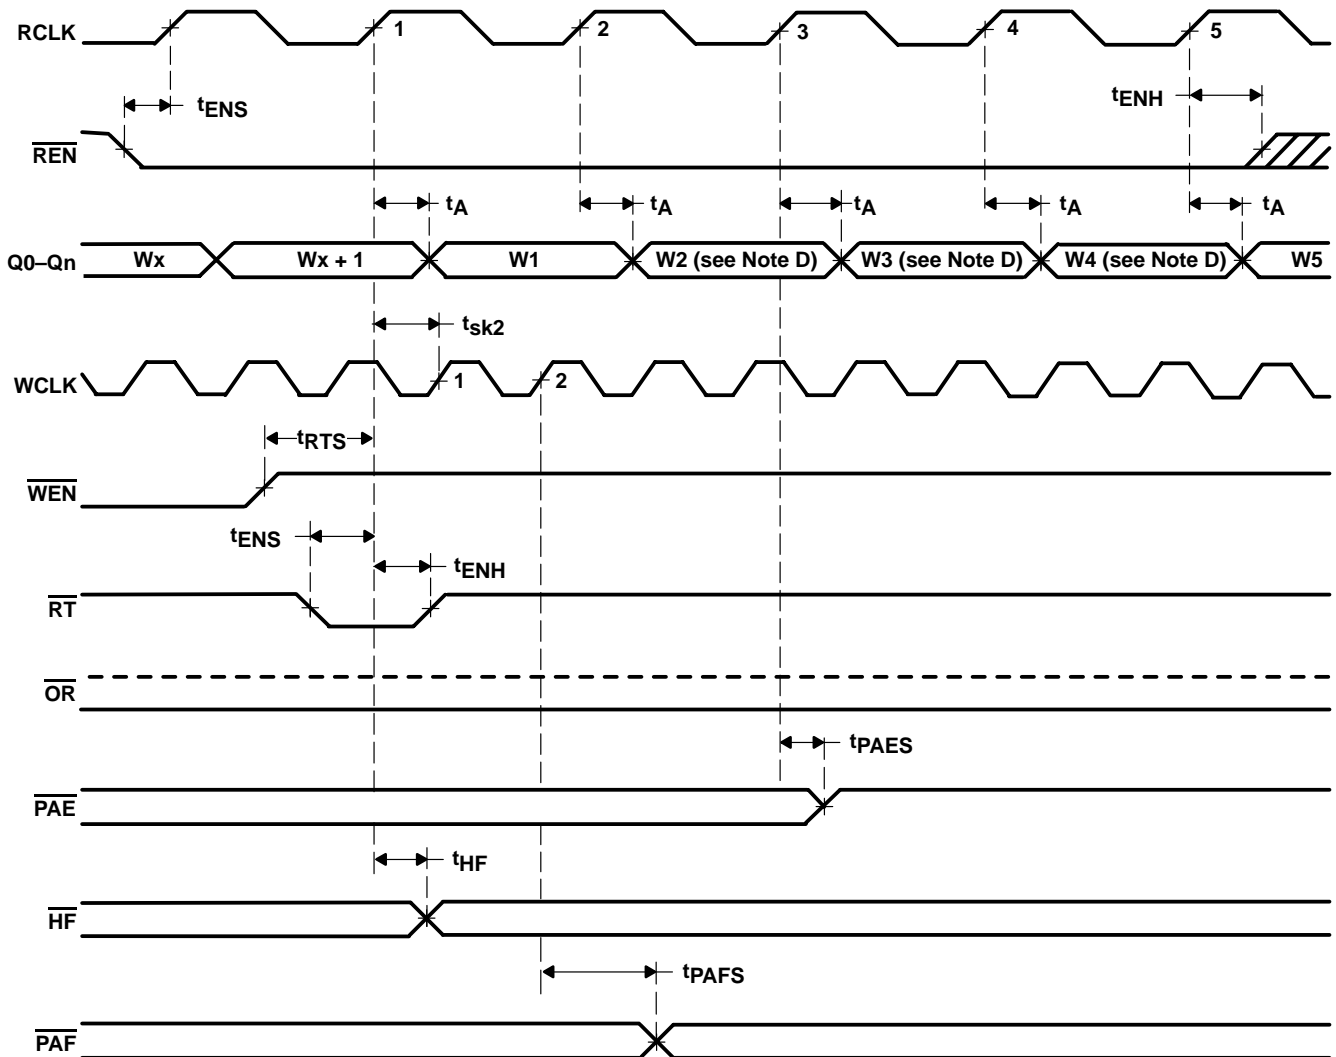 RCLK 1 2 3 4 5
tENS tENH
REN
tA tA tA tA tA
Q0–Qn Wx Wx + 1 W1 W2 (see Note D) W3 (see Note D) W4 (see Note D) W5
tsk2
WCLK 1 2
tRTS
WEN
tENS
tENH
RT
OR
tPAES
PAE
tHF
HF
tPAFS
PAF